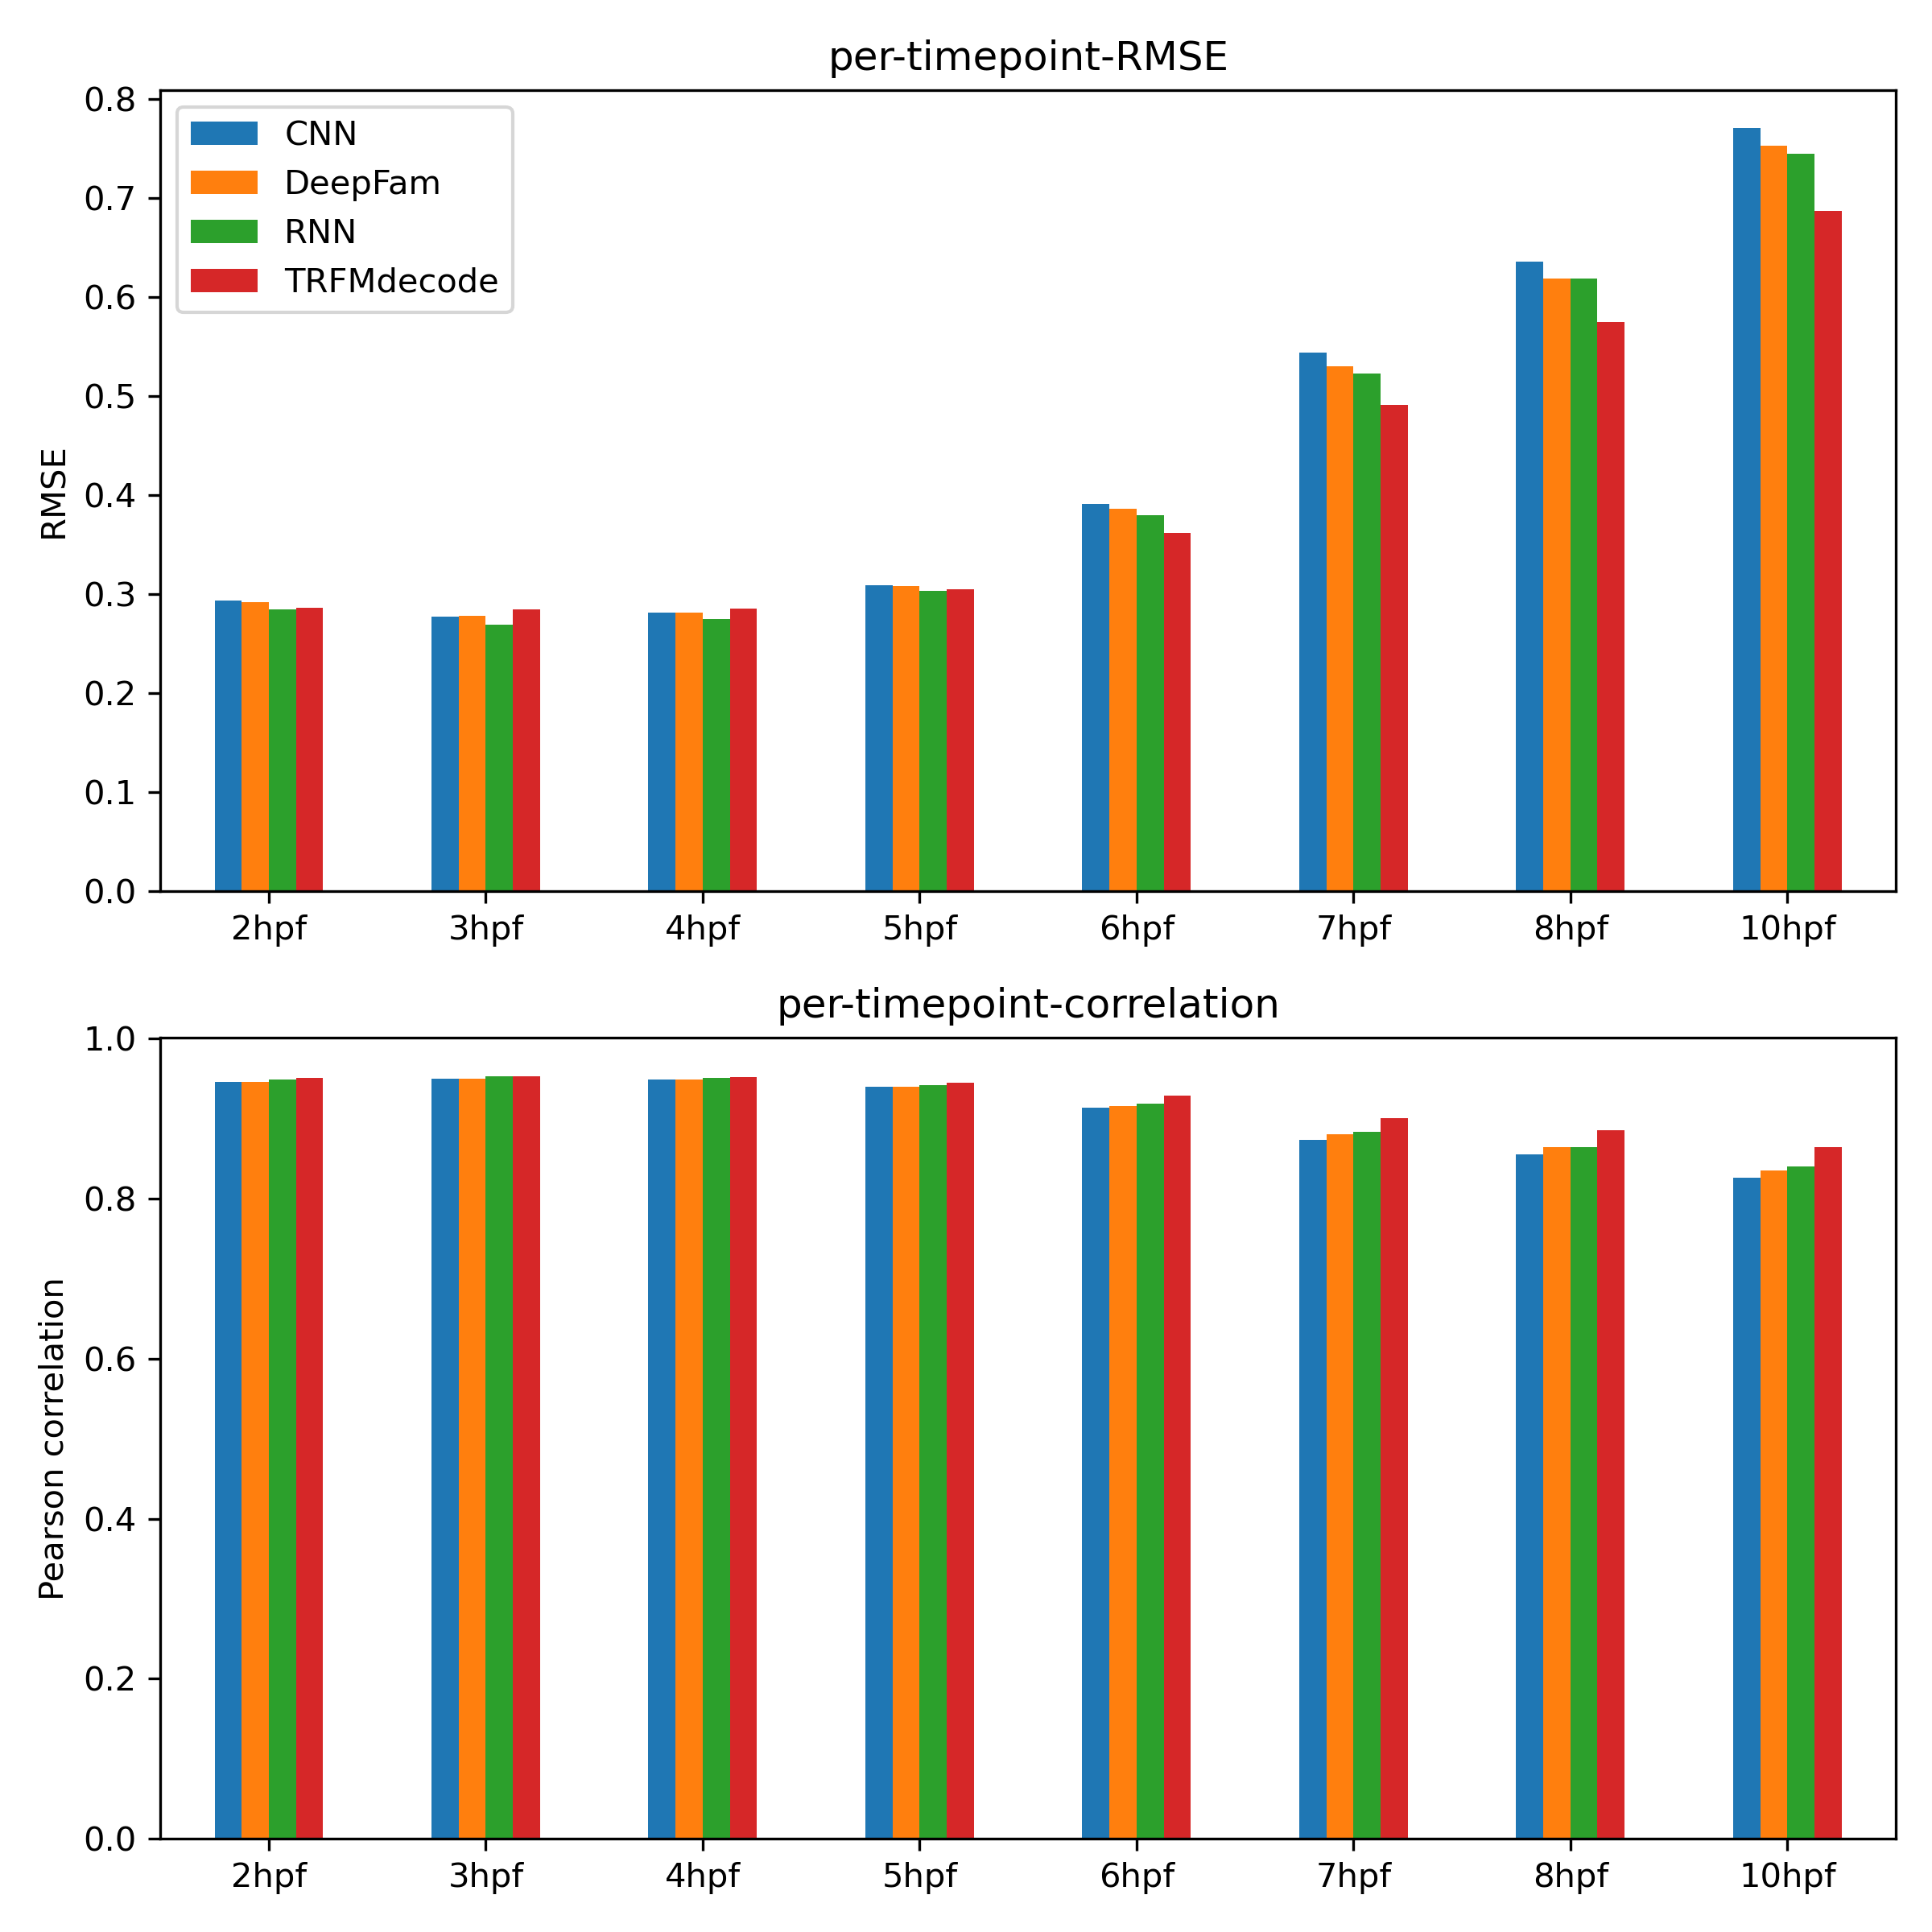 per-timepoint-RMSE
0.8
0.7
0.6
0.5
0.4
0.3
0.2
0.1
0.0
RMSE
CNN
DeepFam
RNN
TRFMdecode
2hpf 3hpf 4hpf 5hpf 6hpf 7hpf 8hpf 10hpf
per-timepoint-correlation
1.0
0.8
0.6
0.4
0.2
0.0
Pearson correlation
2hpf 3hpf 4hpf 5hpf 6hpf 7hpf 8hpf 10hpf